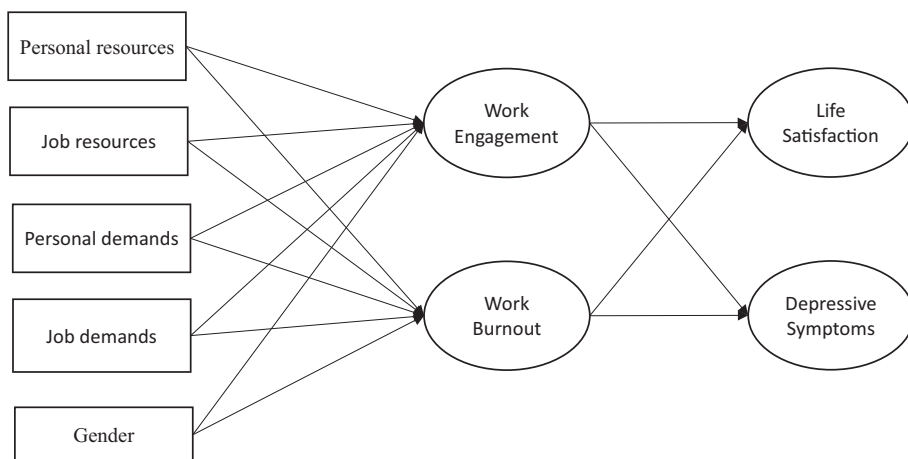 Personal resources
Job resources
Personal demands
Job demands
Gender
Work
Engagement
Work
Burnout
Life
Satisfaction
Depressive
Symptoms